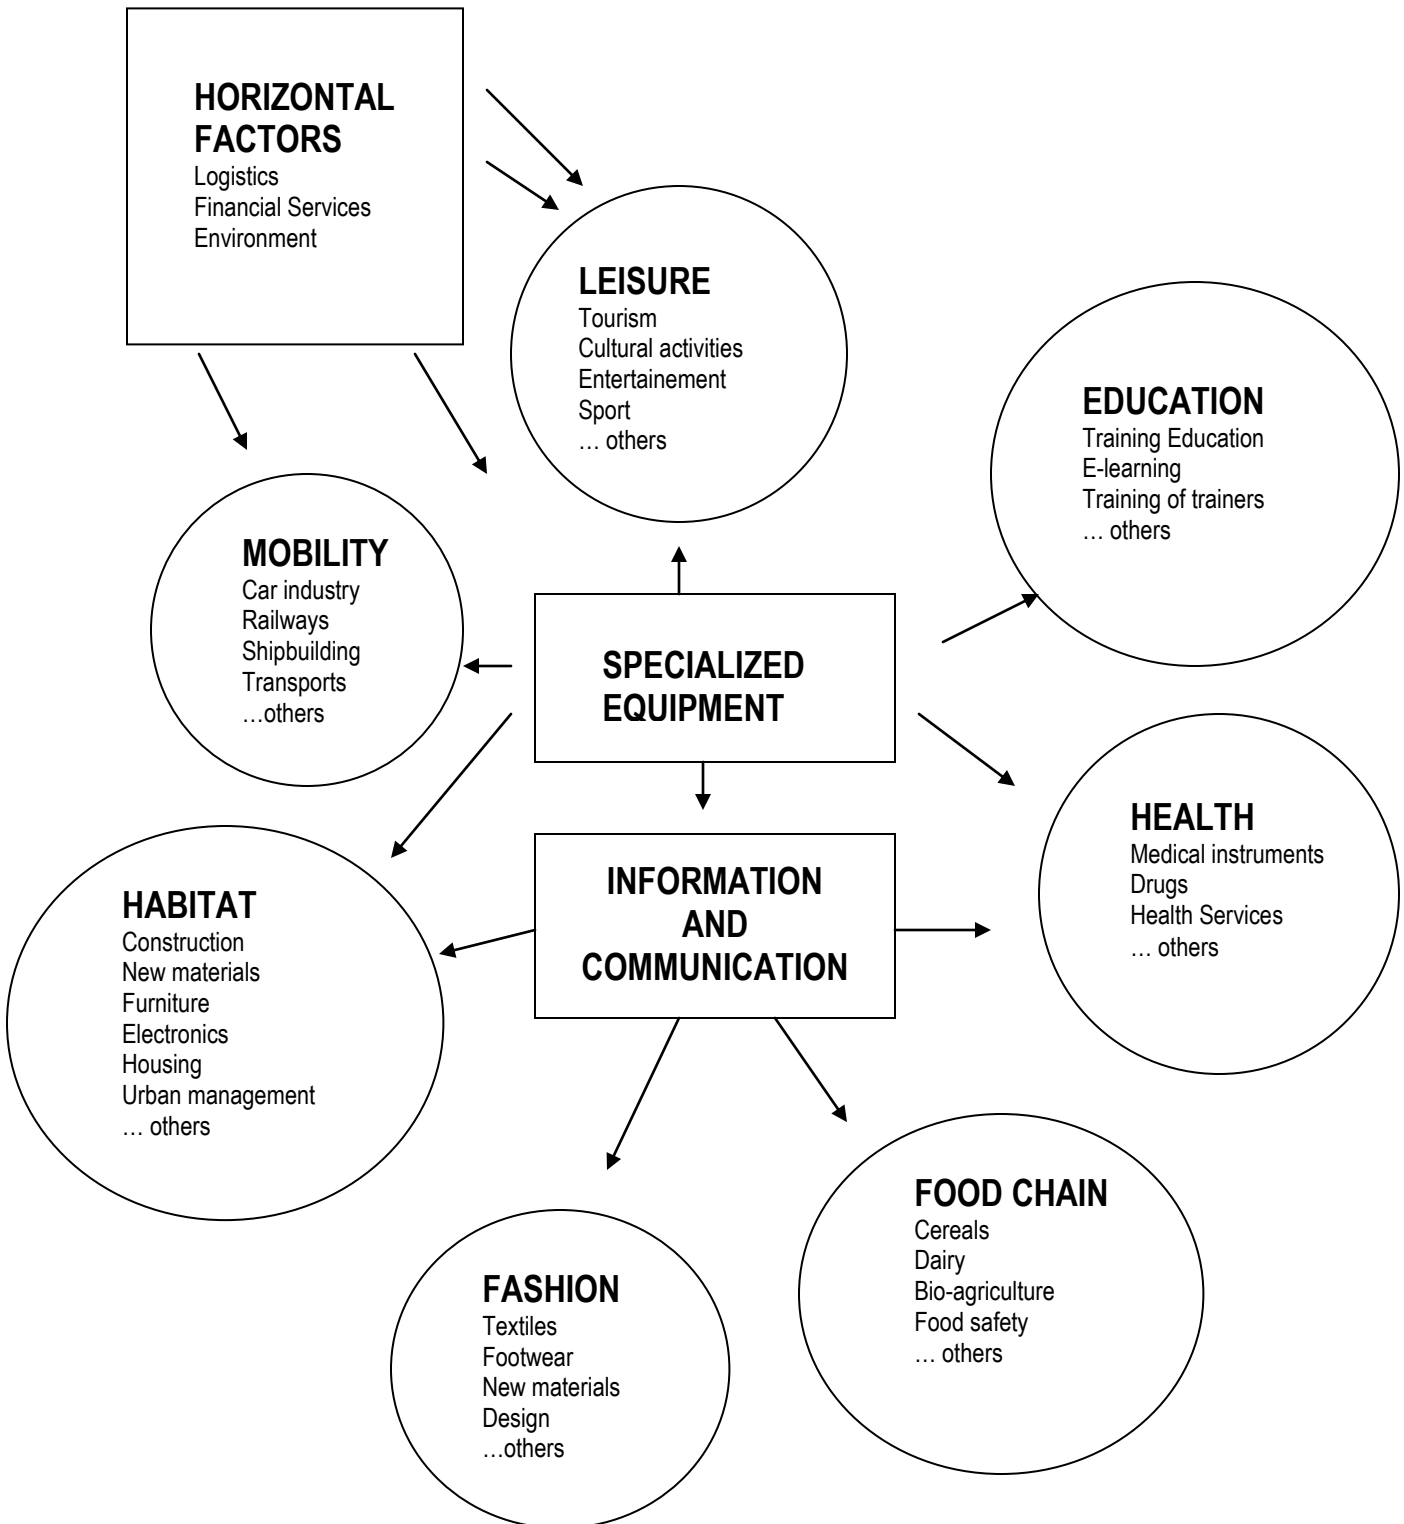 HORIZONTAL
FACTORS
Logistics
Financial Services
Environment
LEISURE
Tourism
Cultural activities
Entertainement
Sport
… others
EDUCATION
Training Education
E-learning
Training of trainers
… others
MOBILITY
Car industry
Railways
Shipbuilding
Transports
…others
SPECIALIZED
EQUIPMENT
HEALTH
Medical instruments
Drugs
Health Services
… others
INFORMATION
AND
COMMUNICATION
HABITAT
Construction
New materials
Furniture
Electronics
Housing
Urban management
… others
FOOD CHAIN
Cereals
Dairy
Bio-agriculture
Food safety
… others
FASHION
Textiles
Footwear
New materials
Design
…others